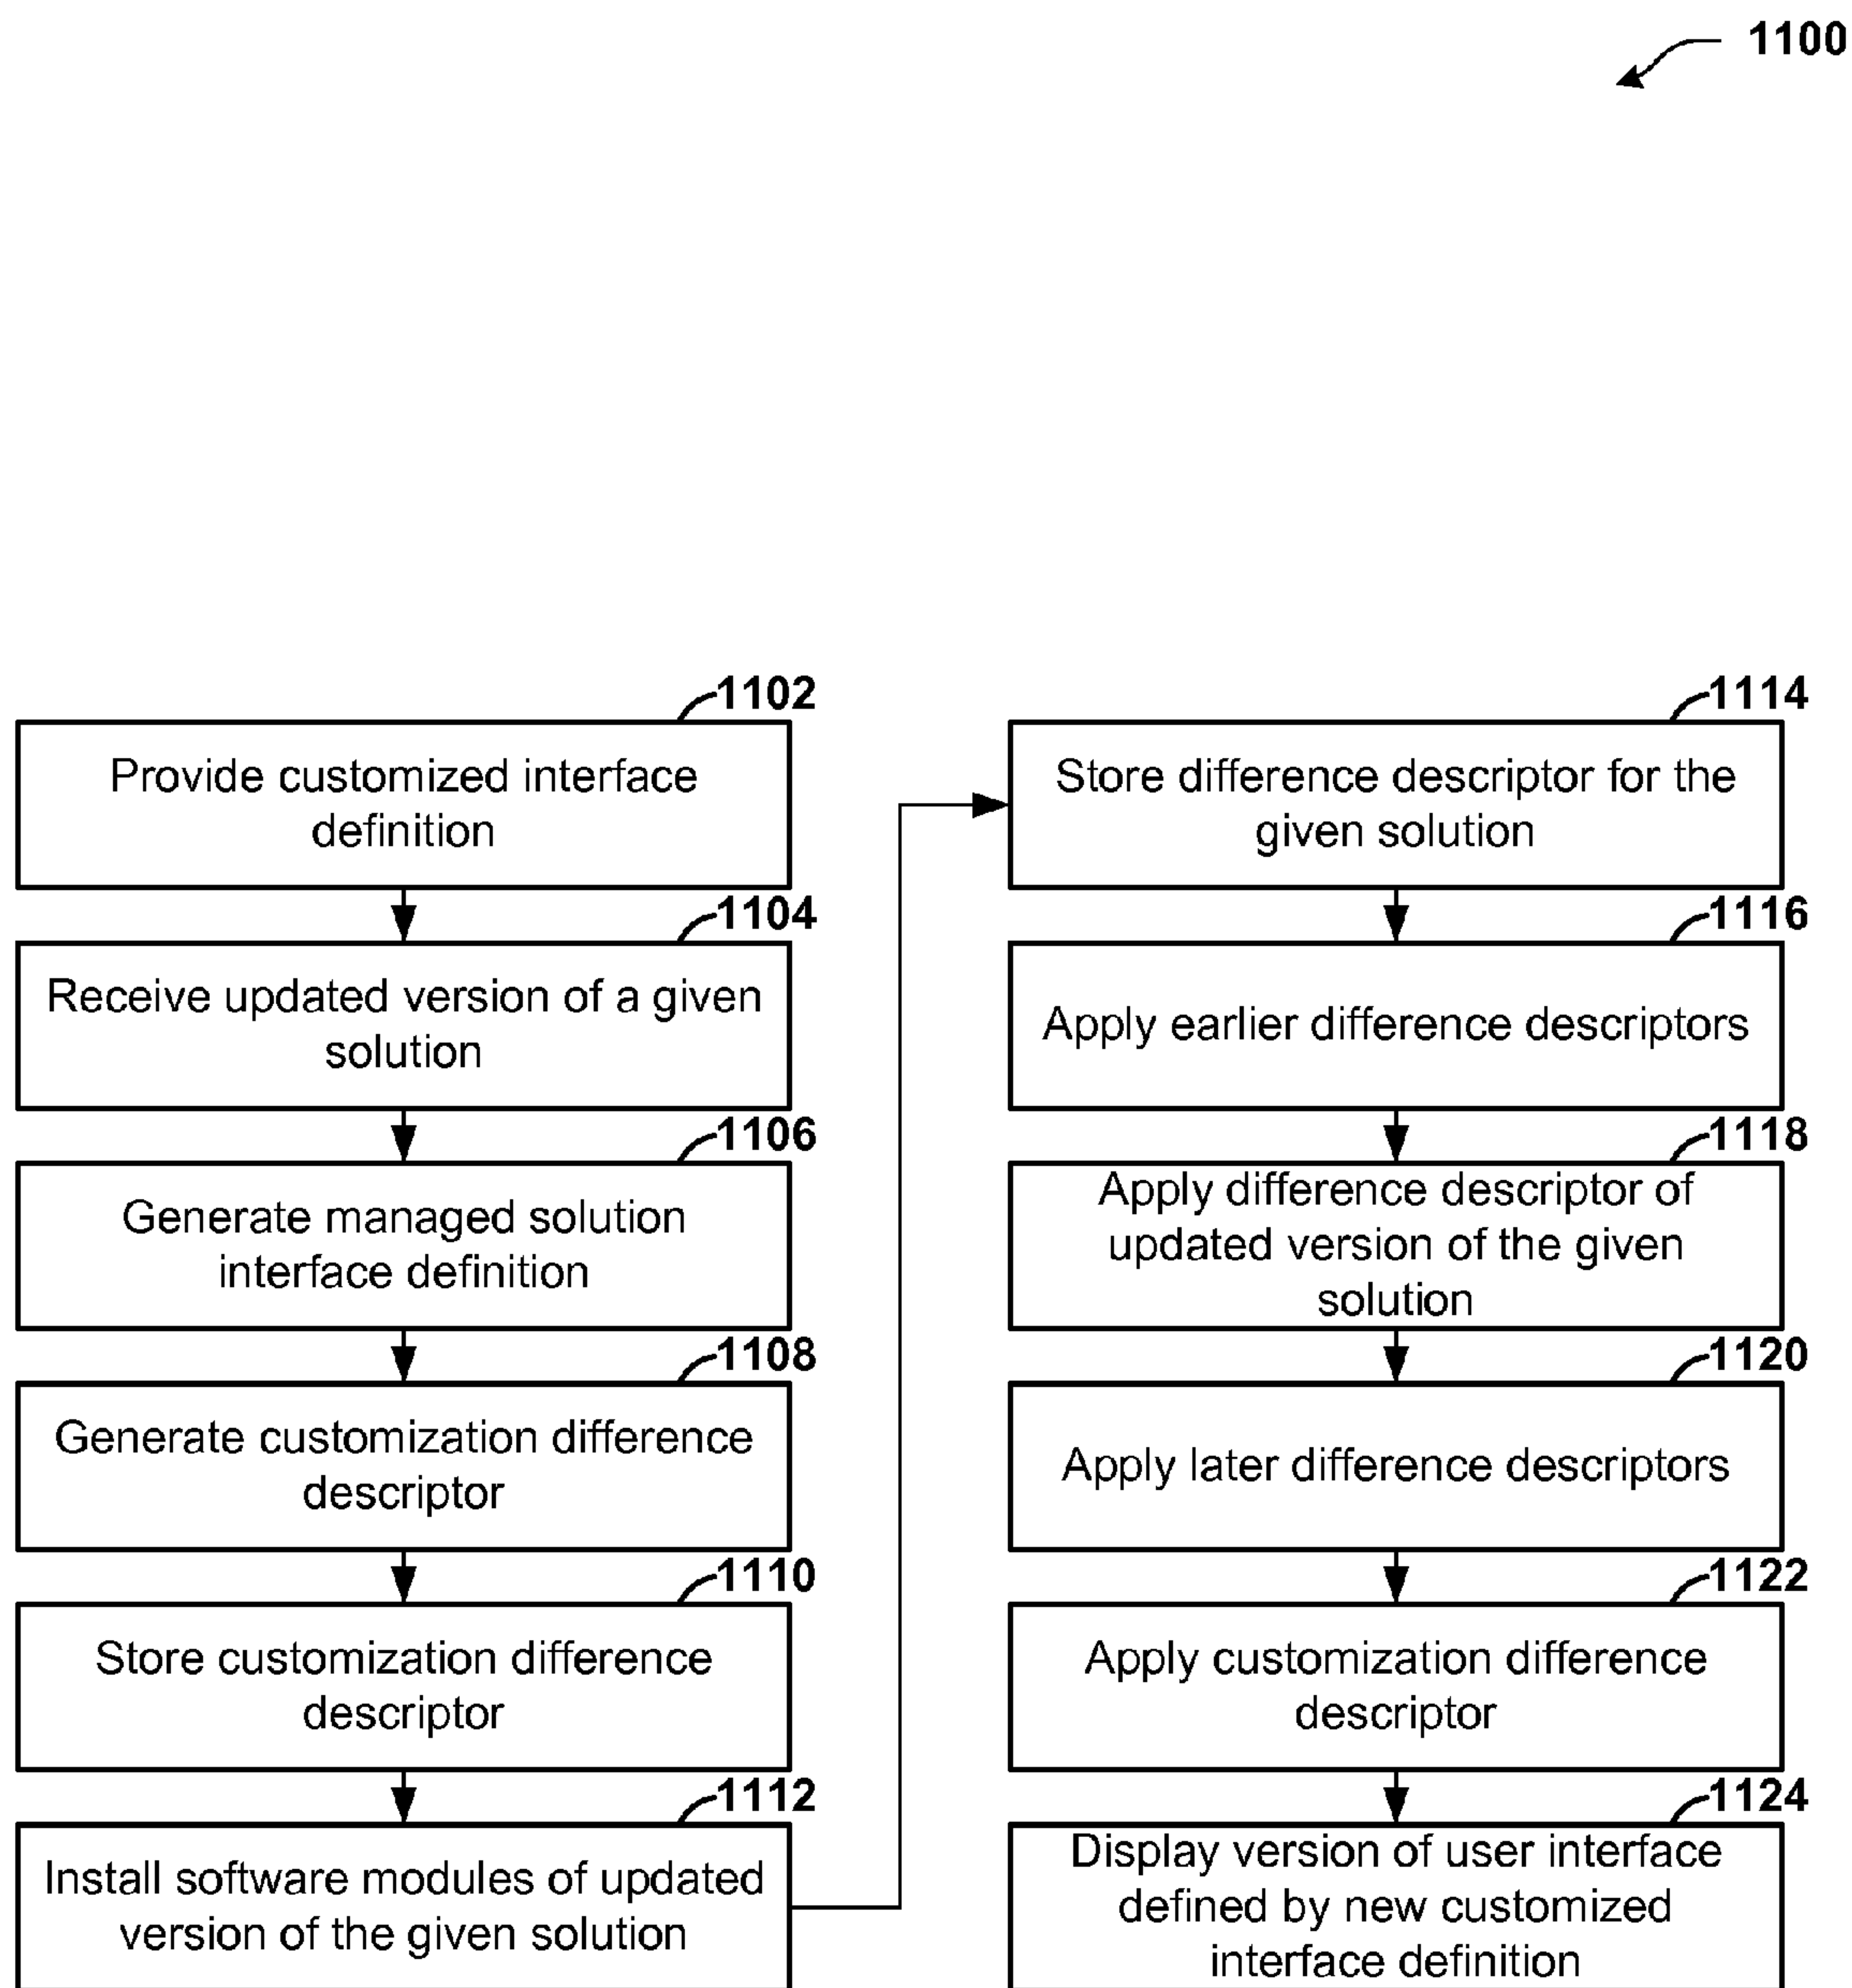 1100
1102
Provide customized interface
definition
1104
Receive updated version of a given
solution
1106
Generate managed solution
interface definition
1108
Generate customization difference
descriptor
1110
Store customization difference
descriptor
1112
Install software modules of updated
version of the given solution
1114
Store difference descriptor for the
given solution
1116
Apply earlier difference descriptors
1118
Apply difference descriptor of
updated version of the given
solution
1120
Apply later difference descriptors
1122
Apply customization difference
descriptor
1124
Display version of user interface
defined by new customized
interface definition